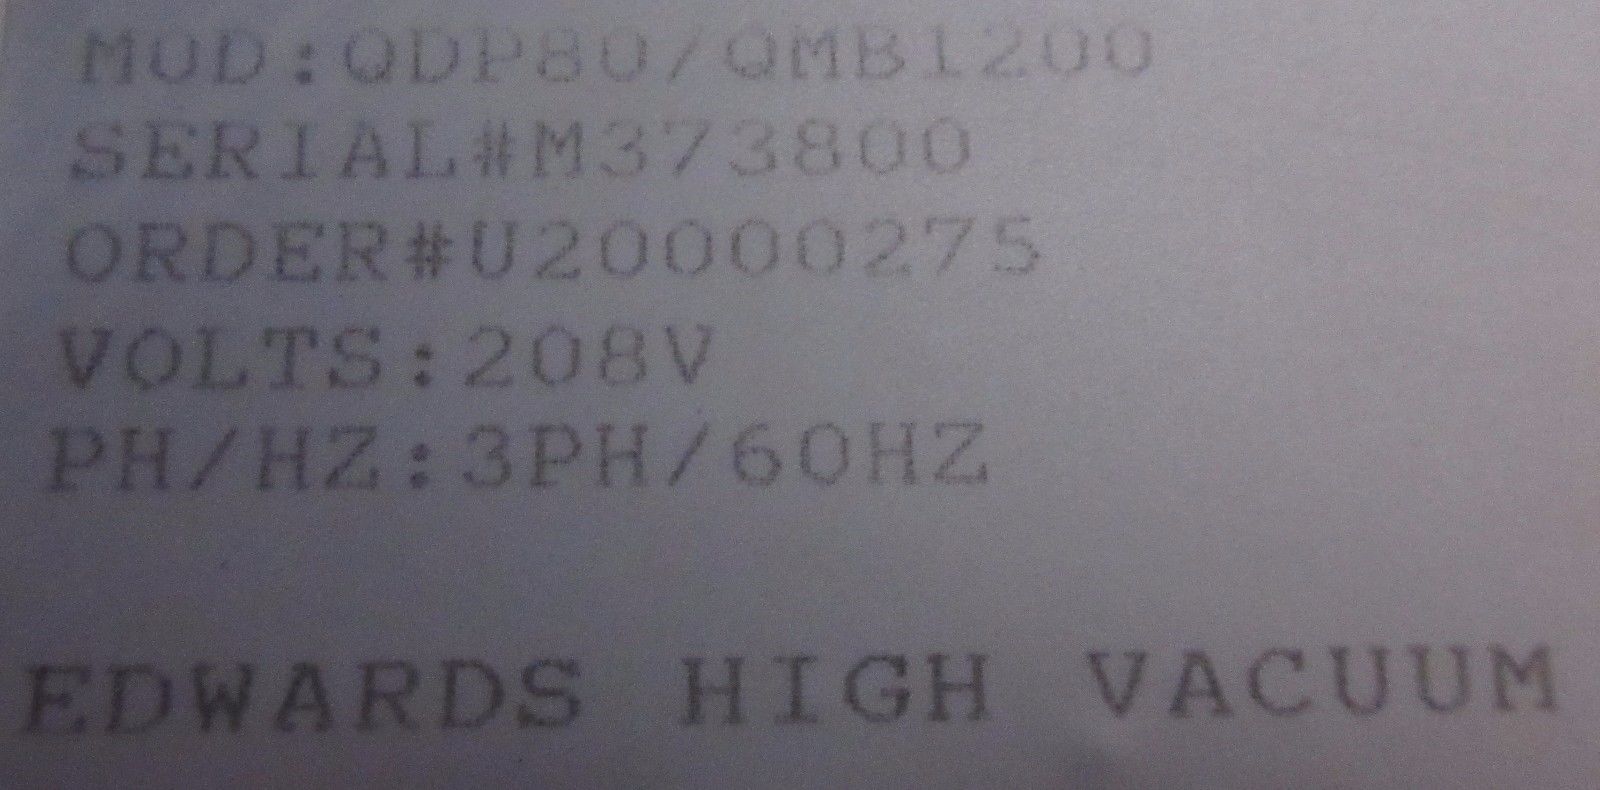 MOD:QDP80/QMB1200
SERIAL#M373800
ORDER#U20000275
VOLTS:208V
PH/HZ:3PH/60HZ
EDWARDS HIGH VACUUM